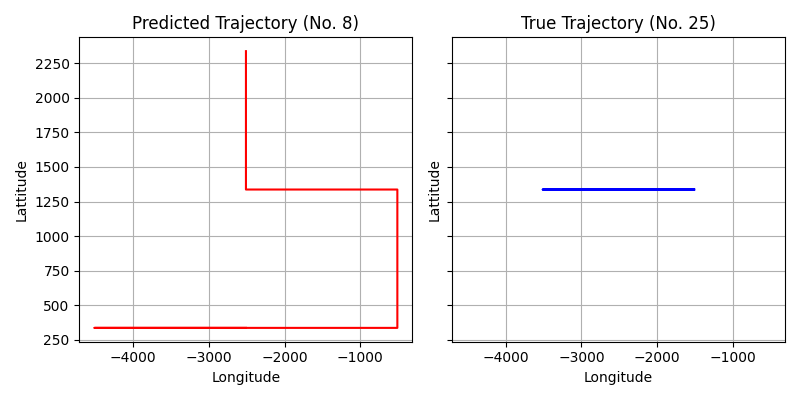 Predicted Trajectory (No. 8)
True Trajectory (No. 25)
Lattitude
2250
2000
1750
1500
1250
1000
750
500
250
−4000
−3000
−2000
−1000
Longitude
Lattitude
−4000
−3000
−2000
−1000
Longitude